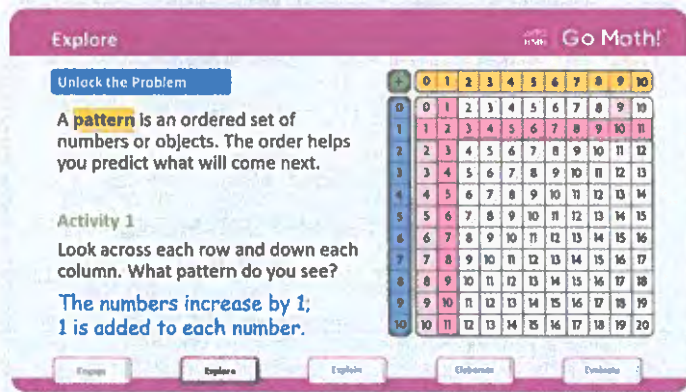 Explore
HMH Go Math!
Unlock the Problem
A pattern is an ordered set of
numbers or objects. The order helps
you predict what will come next.
Activity 1
Look across each row and down each
column. What pattern do you see?
The numbers increase by 1;
1 is added to each number.
+ 0 1 2 3 4 5 6 7 8 9 10
0 0 1 2 3 4 5 6 7 8 9 10
1 1 2 3 4 5 6 7 8 9 10 11
2 2 3 4 5 6 7 8 9 10 11 12
3 3 4 5 6 7 8 9 10 11 12 13
4 4 5 6 7 8 9 10 11 12 13 14
5 5 6 7 8 9 10 11 12 13 14 15
6 6 7 8 9 10 11 12 13 14 15 16
7 7 8 9 10 11 12 13 14 15 16 17
8 8 9 10 11 12 13 14 15 16 17 18
9 9 10 11 12 13 14 15 16 17 18 19
10 10 11 12 13 14 15 16 17 18 19 20
Engage Explore Explain Elaborate Evaluate